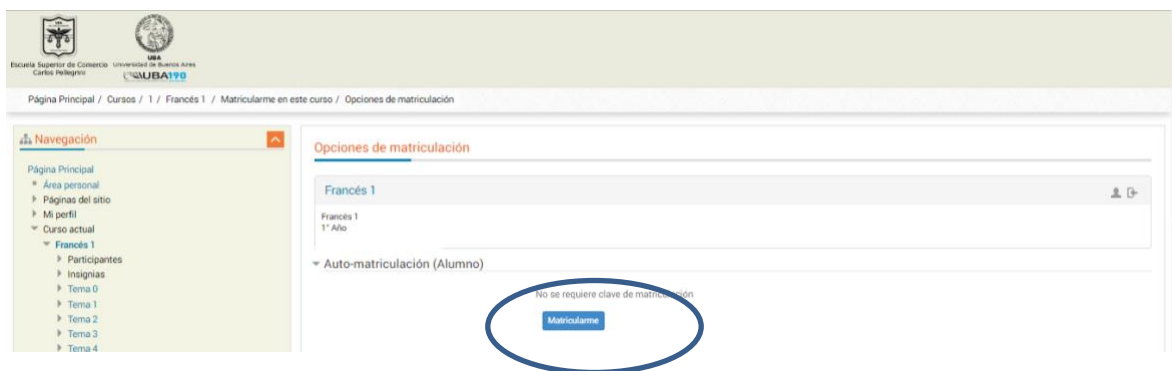 UBA
Escuela Superior de Comercio
Carlos Pellegrini
UBA
Universidad de Buenos Aires
UBA190
Página Principal / Cursos / 1 / Francés 1 / Matricularme en este curso / Opciones de matriculación
Navegación
Página Principal
Área personal
Páginas del sitio
Mi perfil
Curso actual
Francés 1
Participantes
Insignias
Tema 0
Tema 1
Tema 2
Tema 3
Tema 4
Opciones de matriculación
Francés 1
Francés 1
1° Año
Auto-matriculación (Alumno)
No se requiere clave de matriculación
Matricularme